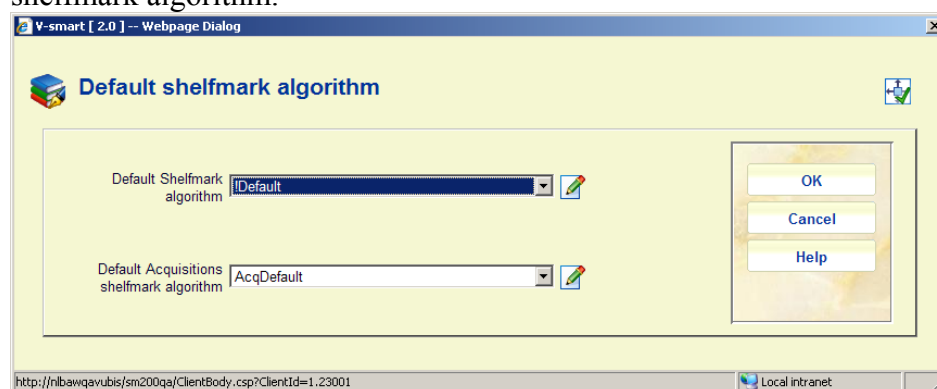 shelfmark algorithm.
V-smart [ 2.0 ] -- Webpage Dialog
Default shelfmark algorithm
Default Shelfmark
algorithm
!Default
OK
Cancel
Help
Default Acquisitions
shelfmark algorithm
AcqDefault
http://nlbawqavubis/sm200qa/ClientBody.csp?ClientId=1.23001
Local intranet